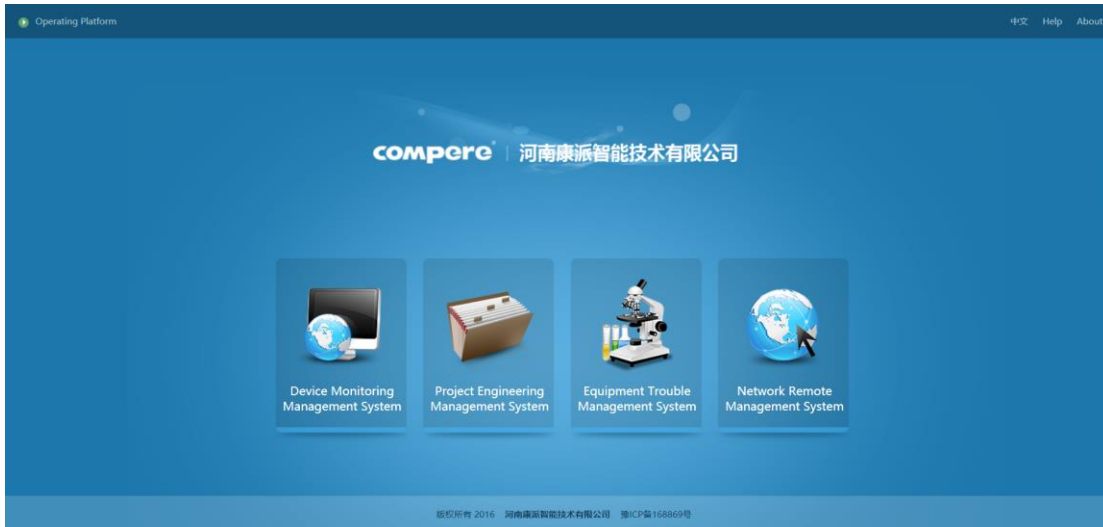 Operating Platform
中文 Help About
compere® 河南康派智能技术有限公司
Device Monitoring
Management System
Project Engineering
Management System
Equipment Trouble
Management System
Network Remote
Management System
版权所有 2016 河南康派智能技术有限公司 豫ICP备168869号